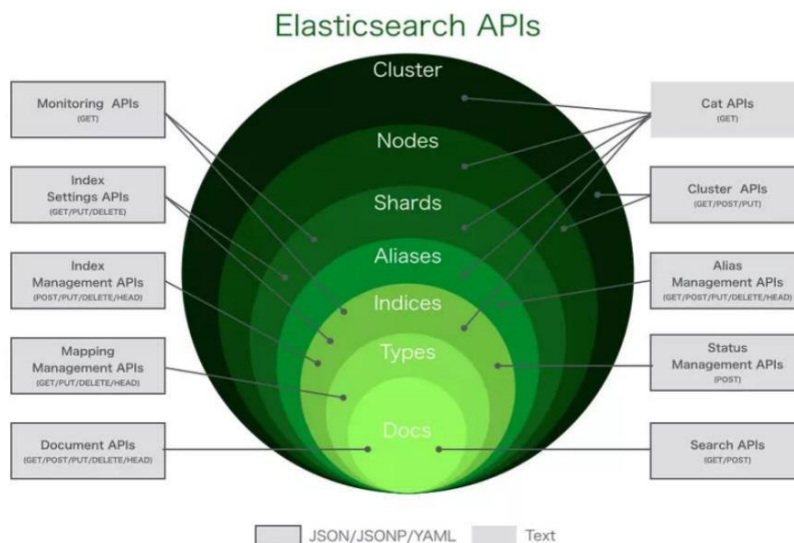 Elasticsearch APIs
Cluster
Nodes
Shards
Aliases
Indices
Types
Docs
Monitoring APIs
(GET)
Index
Settings APIs
(GET/PUT/DELETE)
Index
Management APIs
(POST/PUT/DELETE/HEAD)
Mapping
Management APIs
(GET/PUT/DELETE/HEAD)
Document APIs
(GET/POST/PUT/DELETE/HEAD)
Cat APIs
(GET)
Cluster APIs
(GET/POST/PUT)
Alias
Management APIs
(GET/POST/PUT/DELETE/HEAD)
Status
Management APIs
(POST)
Search APIs
(GET/POST)
JSON/JSONP/YAML
Text